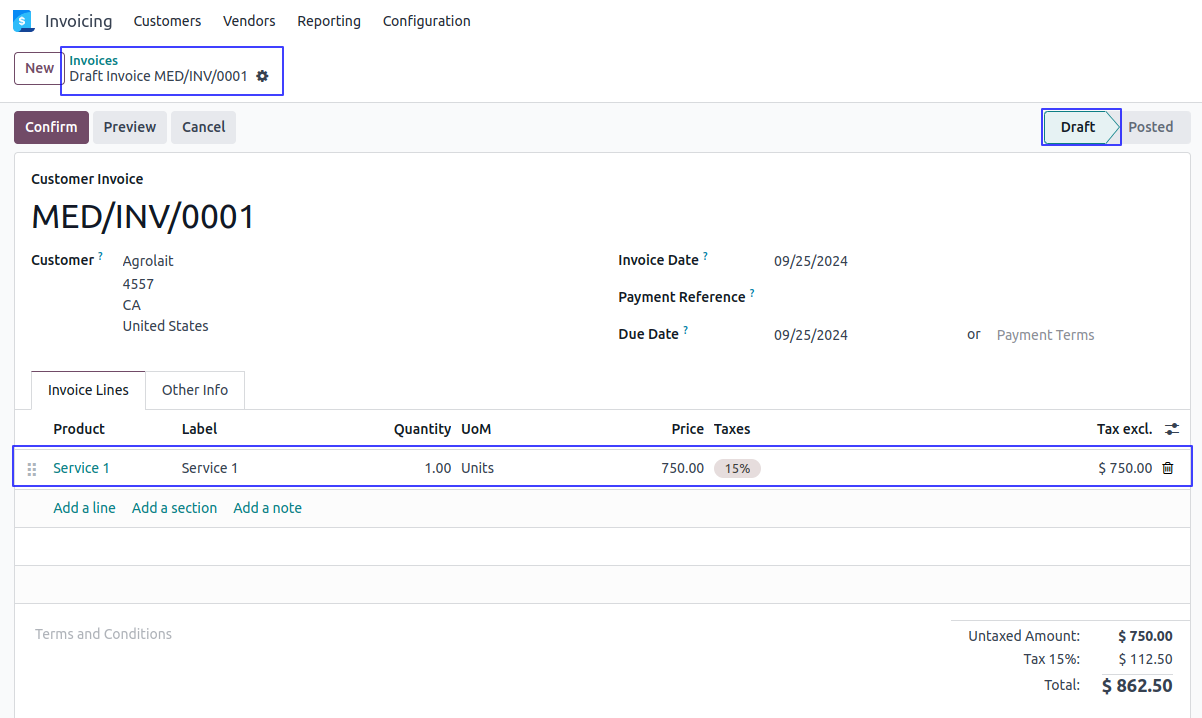 Invoicing Customers Vendors Reporting Configuration
New
Invoices
Draft Invoice MED/INV/0001
Confirm Preview Cancel Draft Posted
Customer Invoice
MED/INV/0001
Customer ? Agrolait
4557
CA
United States
Invoice Date ? 09/25/2024
Payment Reference ?
Due Date ? 09/25/2024 or Payment Terms
Invoice Lines Other Info
Product Label Quantity UoM Price Taxes Tax excl.
Service 1 Service 1 1.00 Units 750.00 15% $ 750.00
Add a line Add a section Add a note
Terms and Conditions
Untaxed Amount: $ 750.00
Tax 15%: $ 112.50
Total: $ 862.50